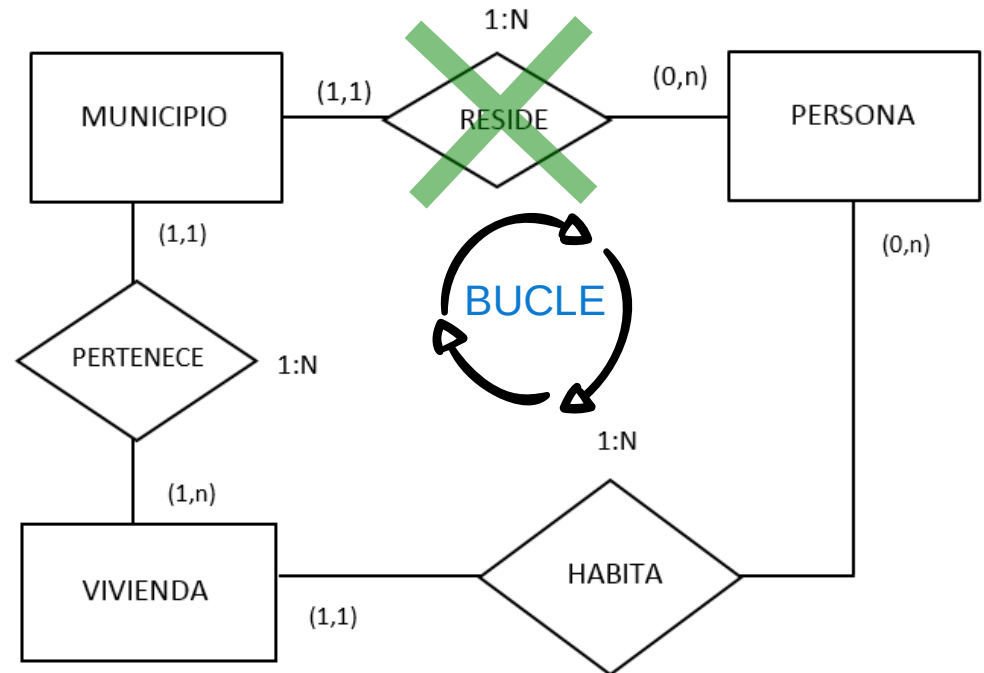 1:N
(1,1)
(0,n)
MUNICIPIO
RESIDE
PERSONA
(1,1)
(0,n)
BUCLE
PERTENECE
1:N
1:N
(1,n)
VIVIENDA
HABITA
(1,1)